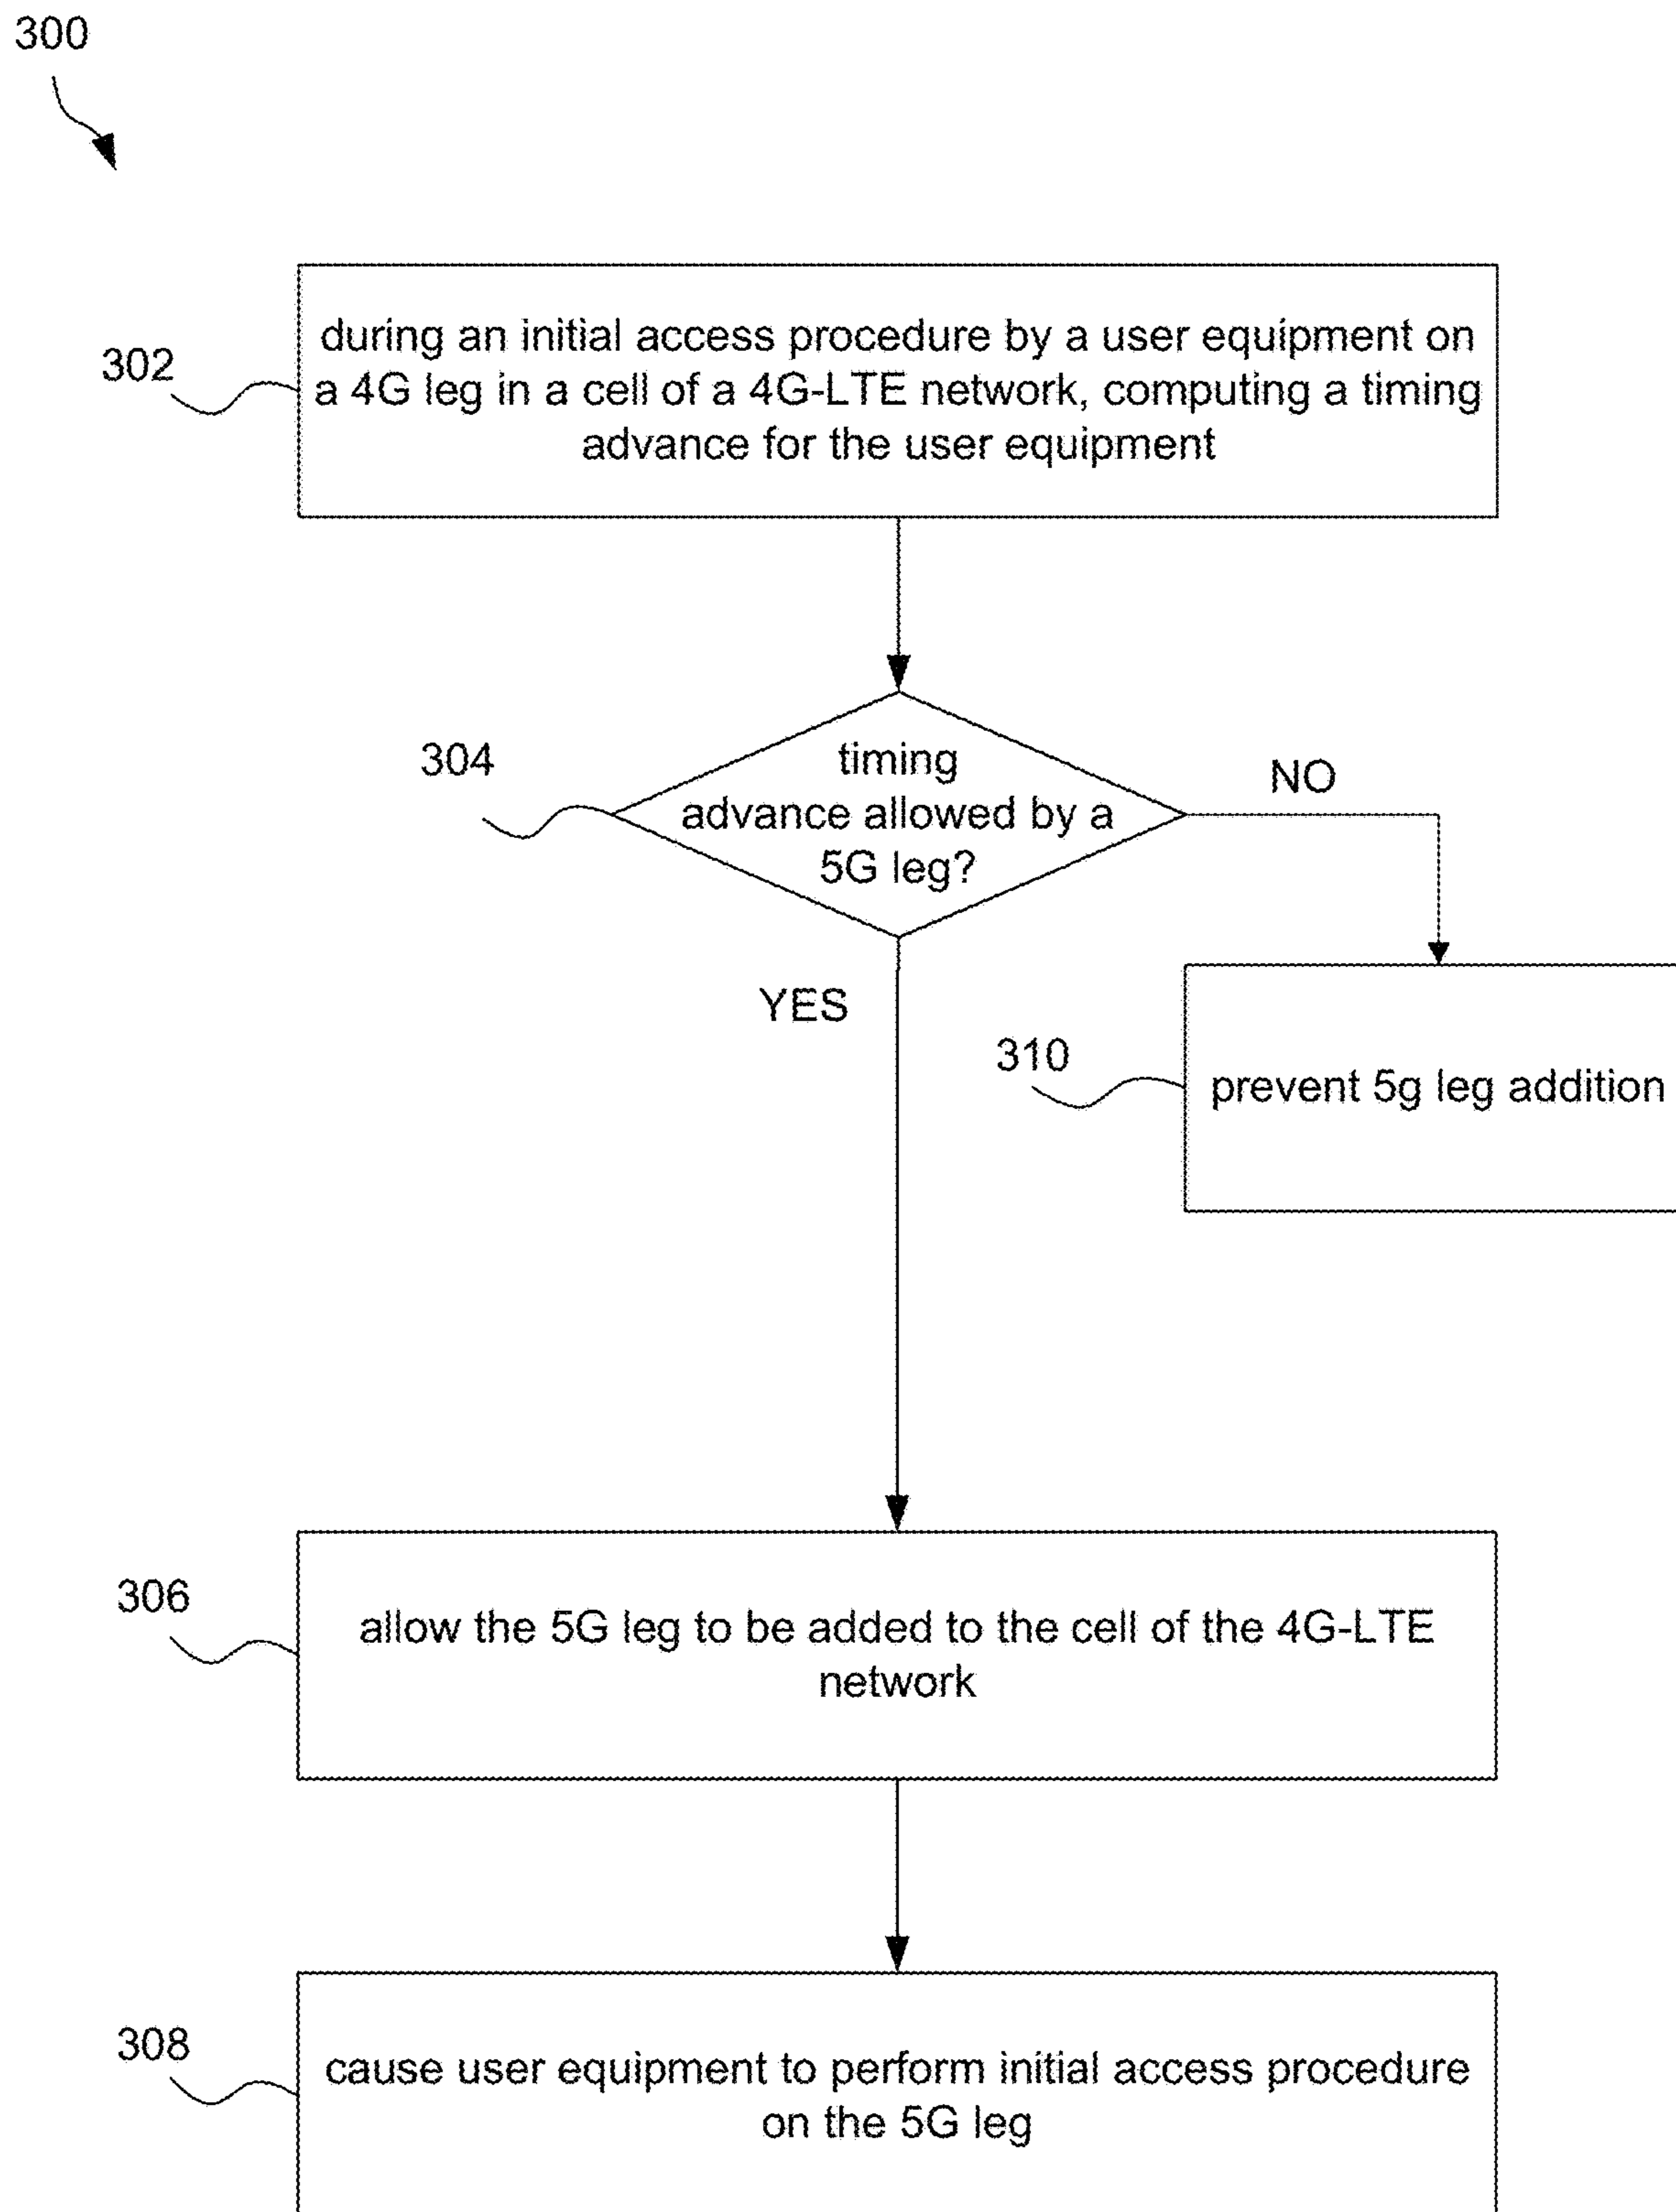 300
302
during an initial access procedure by a user equipment on
a 4G leg in a cell of a 4G-LTE network, computing a timing
advance for the user equipment
304
timing
advance allowed by a
5G leg?
NO
YES
310
prevent 5g leg addition
306
allow the 5G leg to be added to the cell of the 4G-LTE
network
308
cause user equipment to perform initial access procedure
on the 5G leg